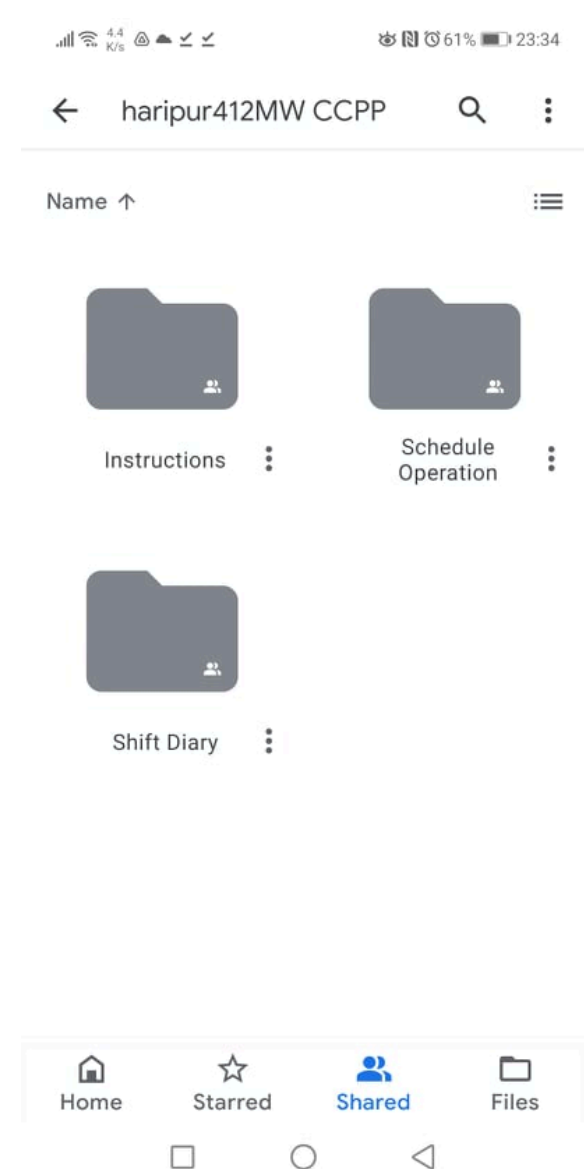 4.4
K/s
61%
23:34
haripur412MW CCPP
Name
Instructions
Schedule
Operation
Shift Diary
Home
Starred
Shared
Files